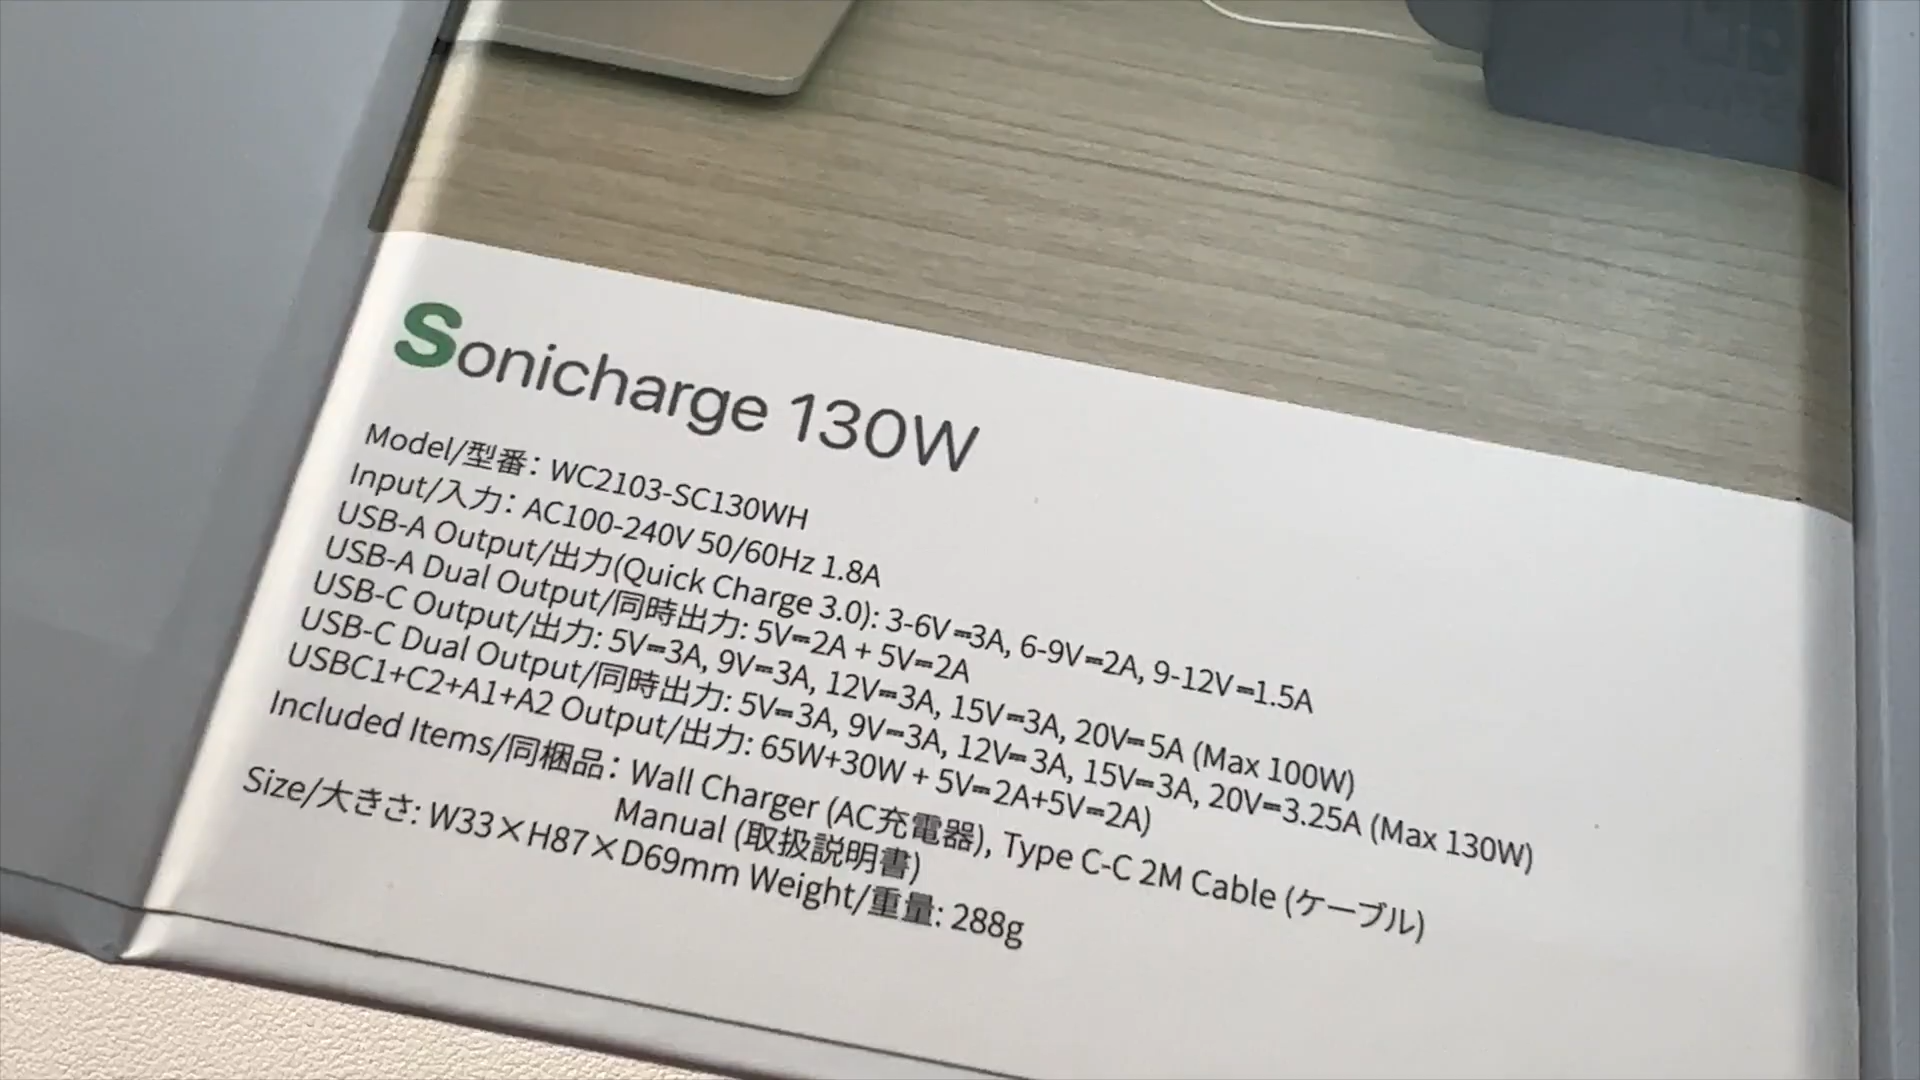 Sonicharge 130W
Model/型番: WC2103-SC130WH
Input/入力: AC100-240V 50/60Hz 1.8A
USB-A Output/出力(Quick Charge 3.0): 3-6V⎓3A, 6-9V⎓2A, 9-12V⎓1.5A
USB-A Dual Output/同時出力: 5V⎓2A + 5V⎓2A
USB-C Output/出力: 5V⎓3A, 9V⎓3A, 12V⎓3A, 15V⎓3A, 20V⎓5A (Max 100W)
USB-C Dual Output/同時出力: 5V⎓3A, 9V⎓3A, 12V⎓3A, 15V⎓3A, 20V⎓3.25A (Max 130W)
USBC1+C2+A1+A2 Output/出力: 65W+30W + 5V⎓2A+5V⎓2A)
Included Items/同梱品: Wall Charger (AC充電器), Type C-C 2M Cable (ケーブル)
Manual (取扱説明書)
Size/大きさ: W33×H87×D69mm Weight/重量: 288g